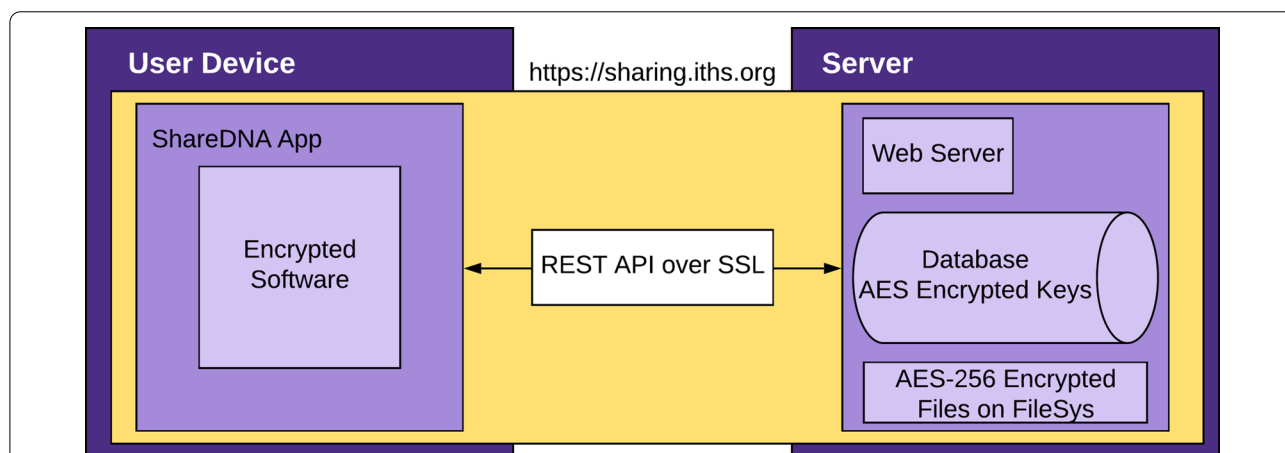 User Device
https://sharing.iths.org
Server
ShareDNA App
Encrypted
Software
REST API over SSL
Web Server
Database
AES Encrypted Keys
AES-256 Encrypted
Files on FileSys